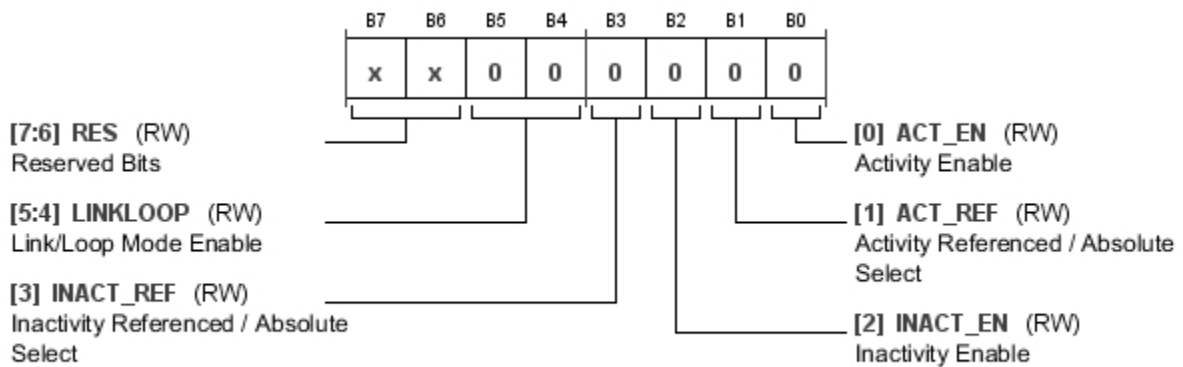 B7 B6 B5 B4 B3 B2 B1 B0
x x 0 0 0 0 0 0
[7:6] RES (RW)
Reserved Bits
[5:4] LINKLOOP (RW)
Link/Loop Mode Enable
[3] INACT_REF (RW)
Inactivity Referenced / Absolute
Select
[0] ACT_EN (RW)
Activity Enable
[1] ACT_REF (RW)
Activity Referenced / Absolute
Select
[2] INACT_EN (RW)
Inactivity Enable